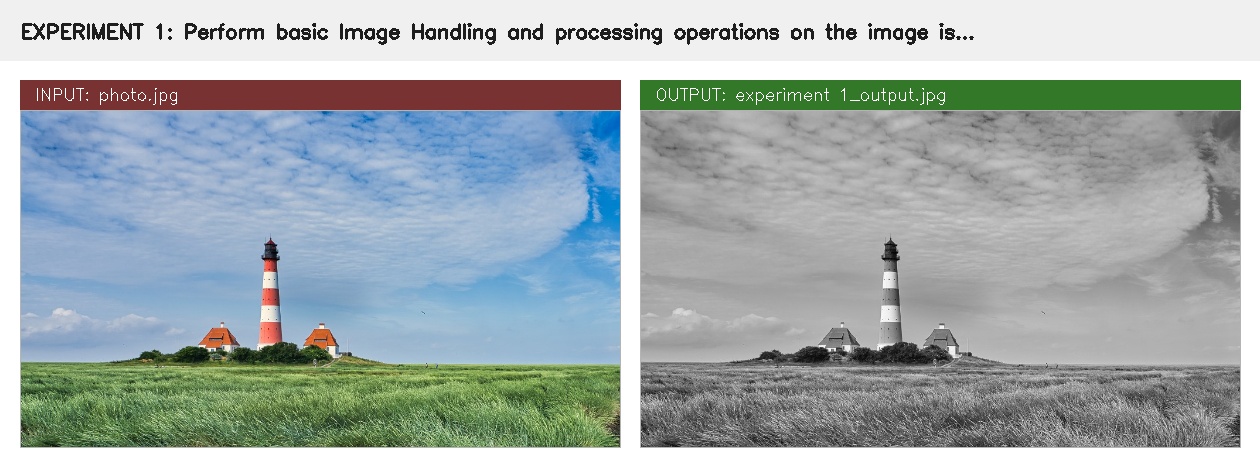 EXPERIMENT 1: Perform basic Image Handling and processing operations on the image is...
INPUT: photo.jpg
OUTPUT: experiment 1_output.jpg